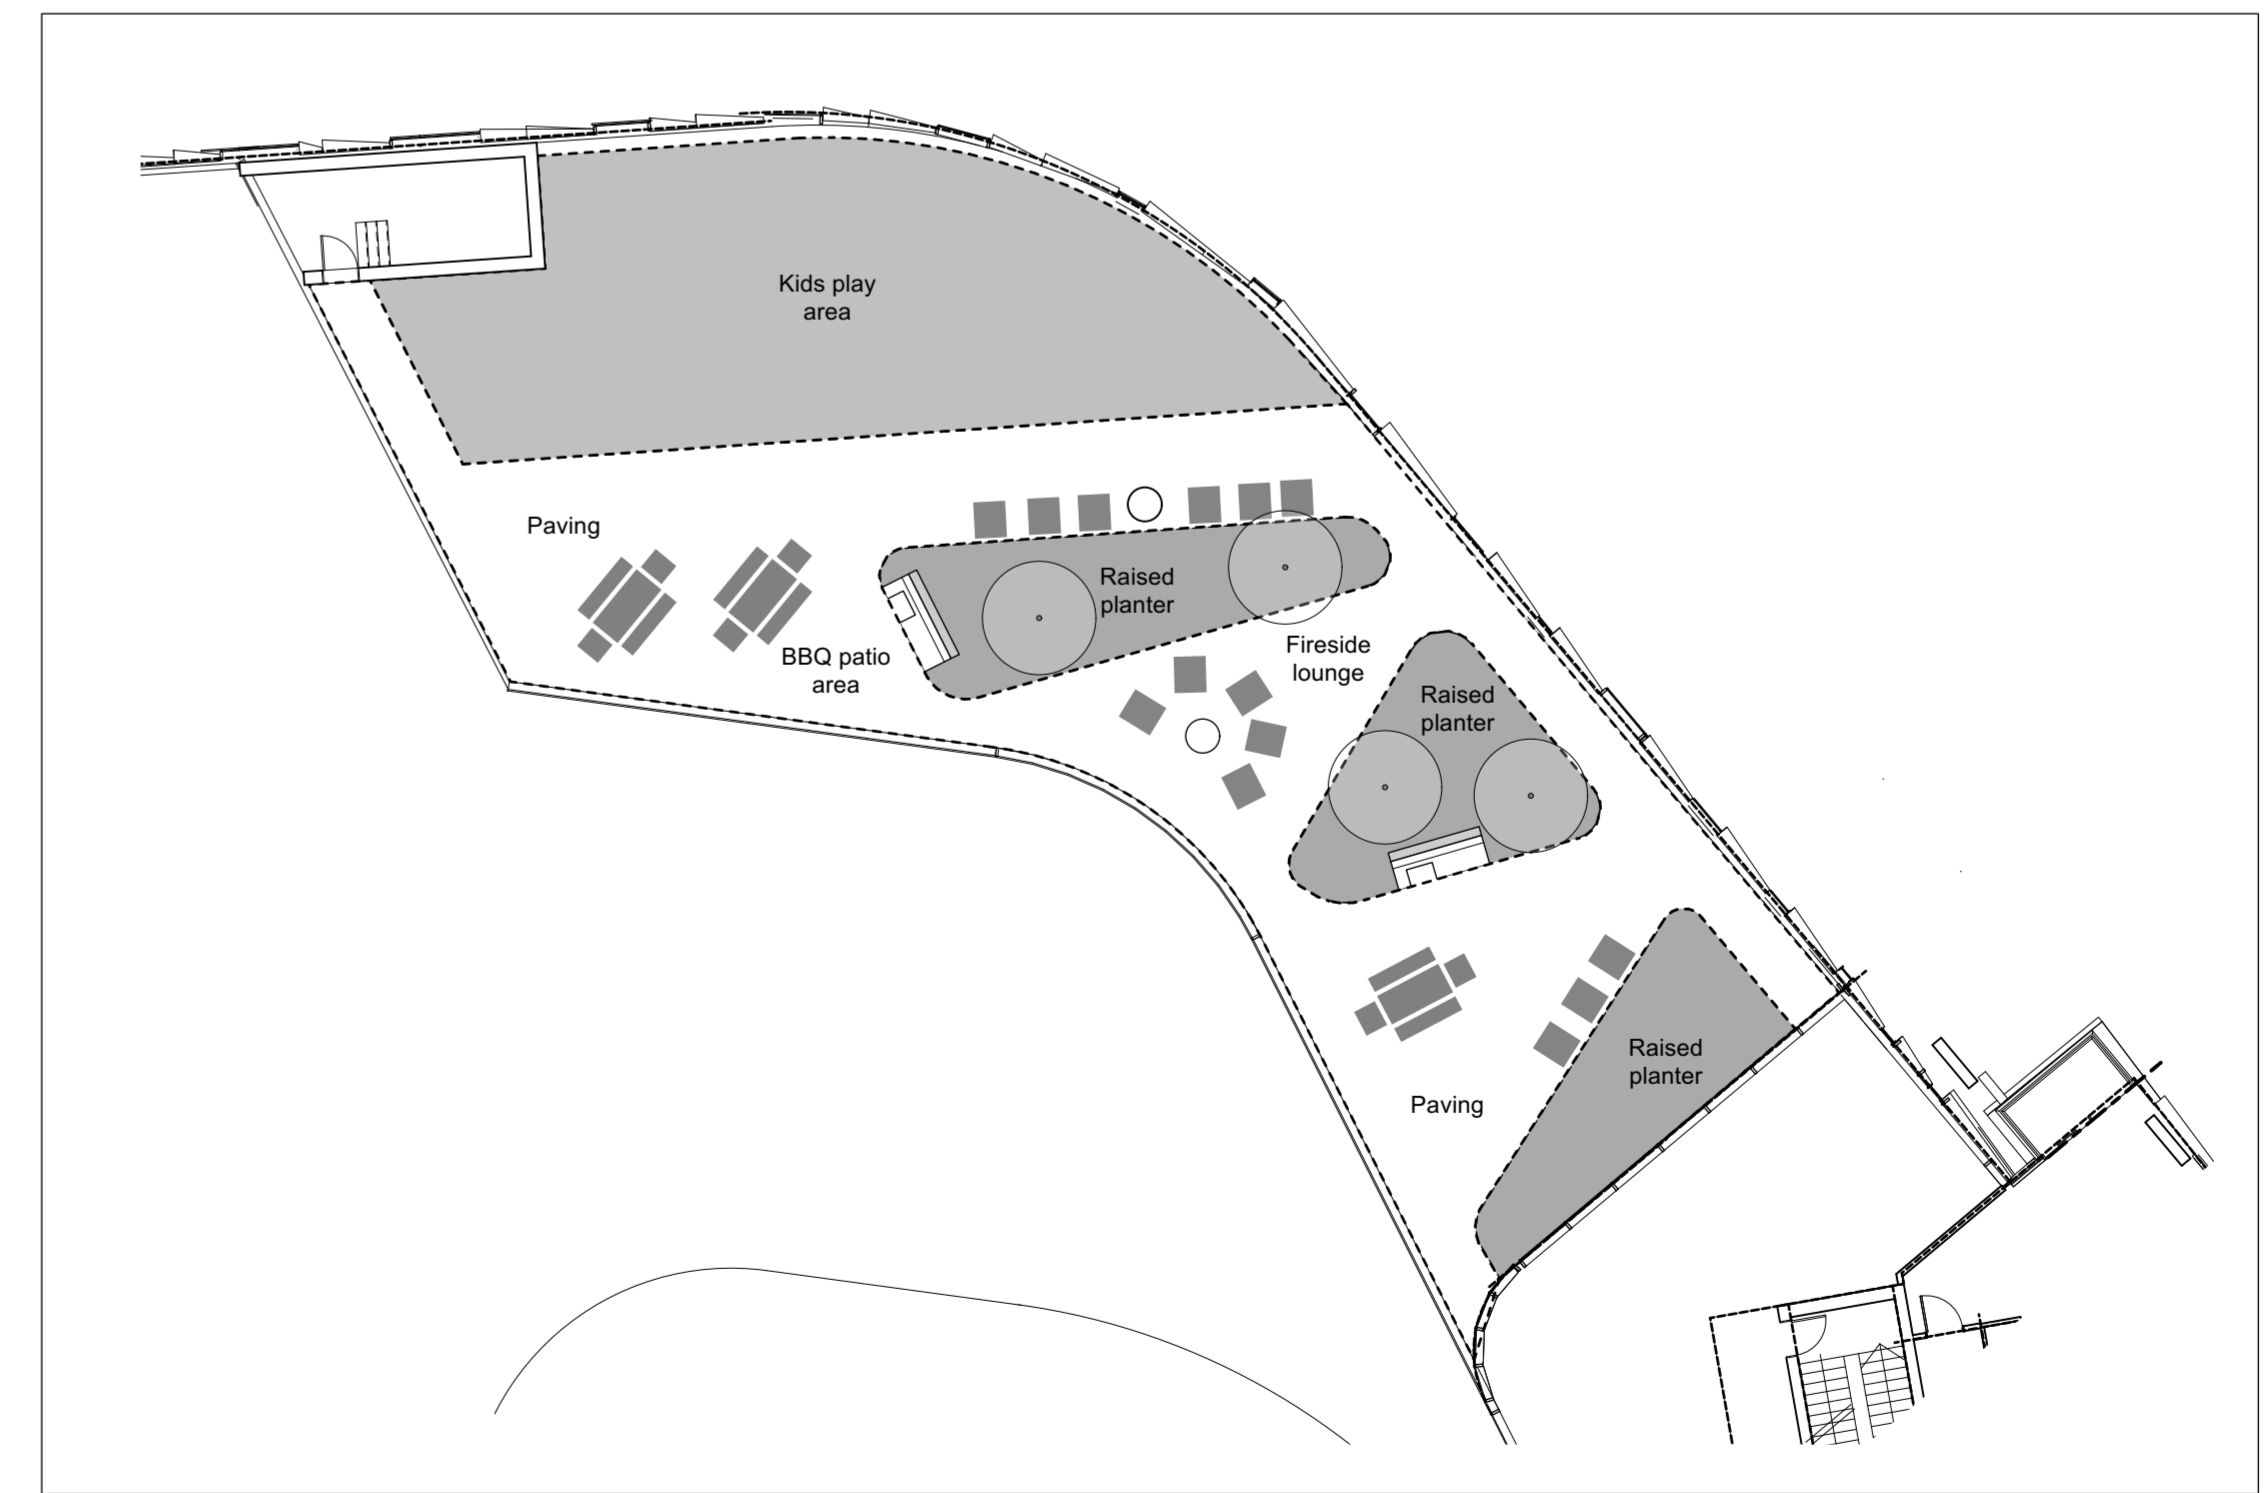 Kids play
area
Paving
Raised
planter
BBQ patio
area
Fireside
lounge
Raised
planter
Raised
planter
Paving